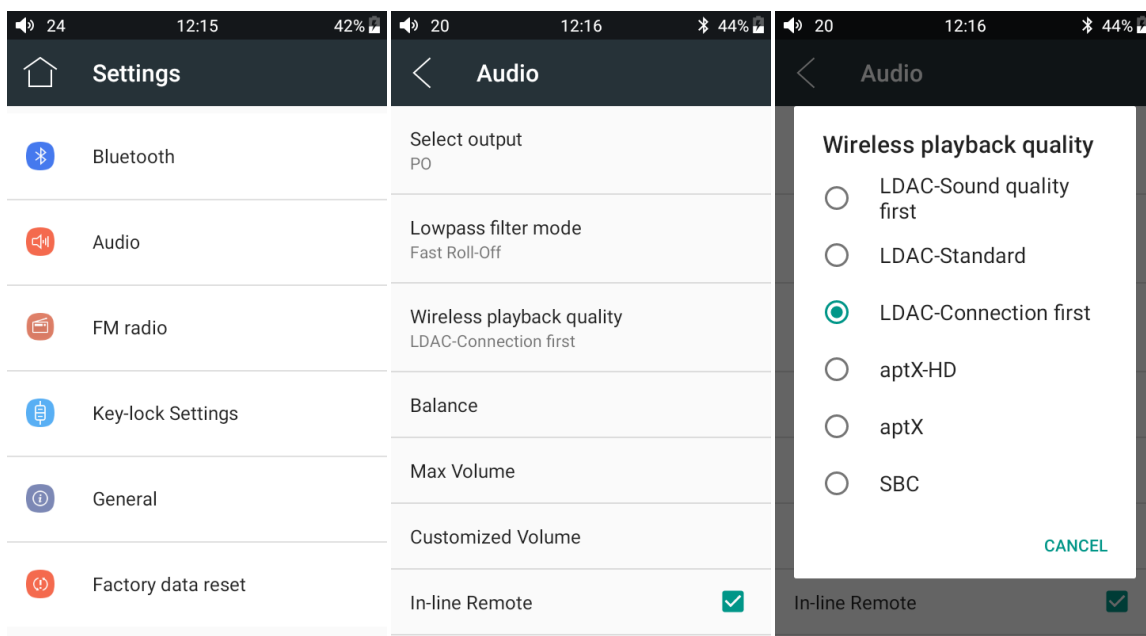 24 12:15 42%
Settings
Bluetooth
Audio
FM radio
Key-lock Settings
General
Factory data reset
20 12:16 44%
Audio
Select output
PO
Lowpass filter mode
Fast Roll-Off
Wireless playback quality
LDAC-Connection first
Balance
Max Volume
Customized Volume
In-line Remote
20 12:16 44%
Audio
Wireless playback quality
LDAC-Sound quality
first
LDAC-Standard
LDAC-Connection first
aptX-HD
aptX
SBC
CANCEL
In-line Remote